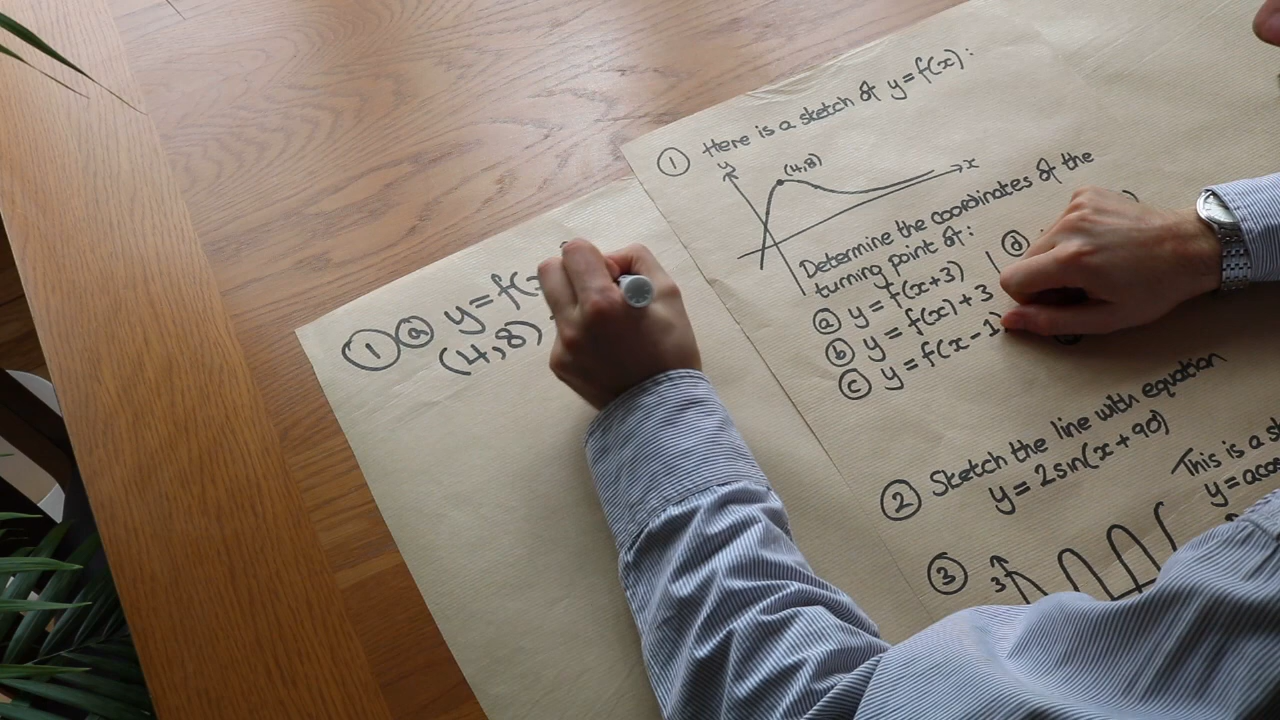 ① ⓐ y=f(
(4,8)
① Here is a sketch of y=f(x):
y
(4,8)
x
Determine the coordinates of the
turning point of:
ⓐ y=f(x+3)
ⓑ y=f(x)+3
ⓒ y=f(x-1)
ⓓ
② Sketch the line with equation
y=2sin(x+90)
③
3
This is a
y=acos